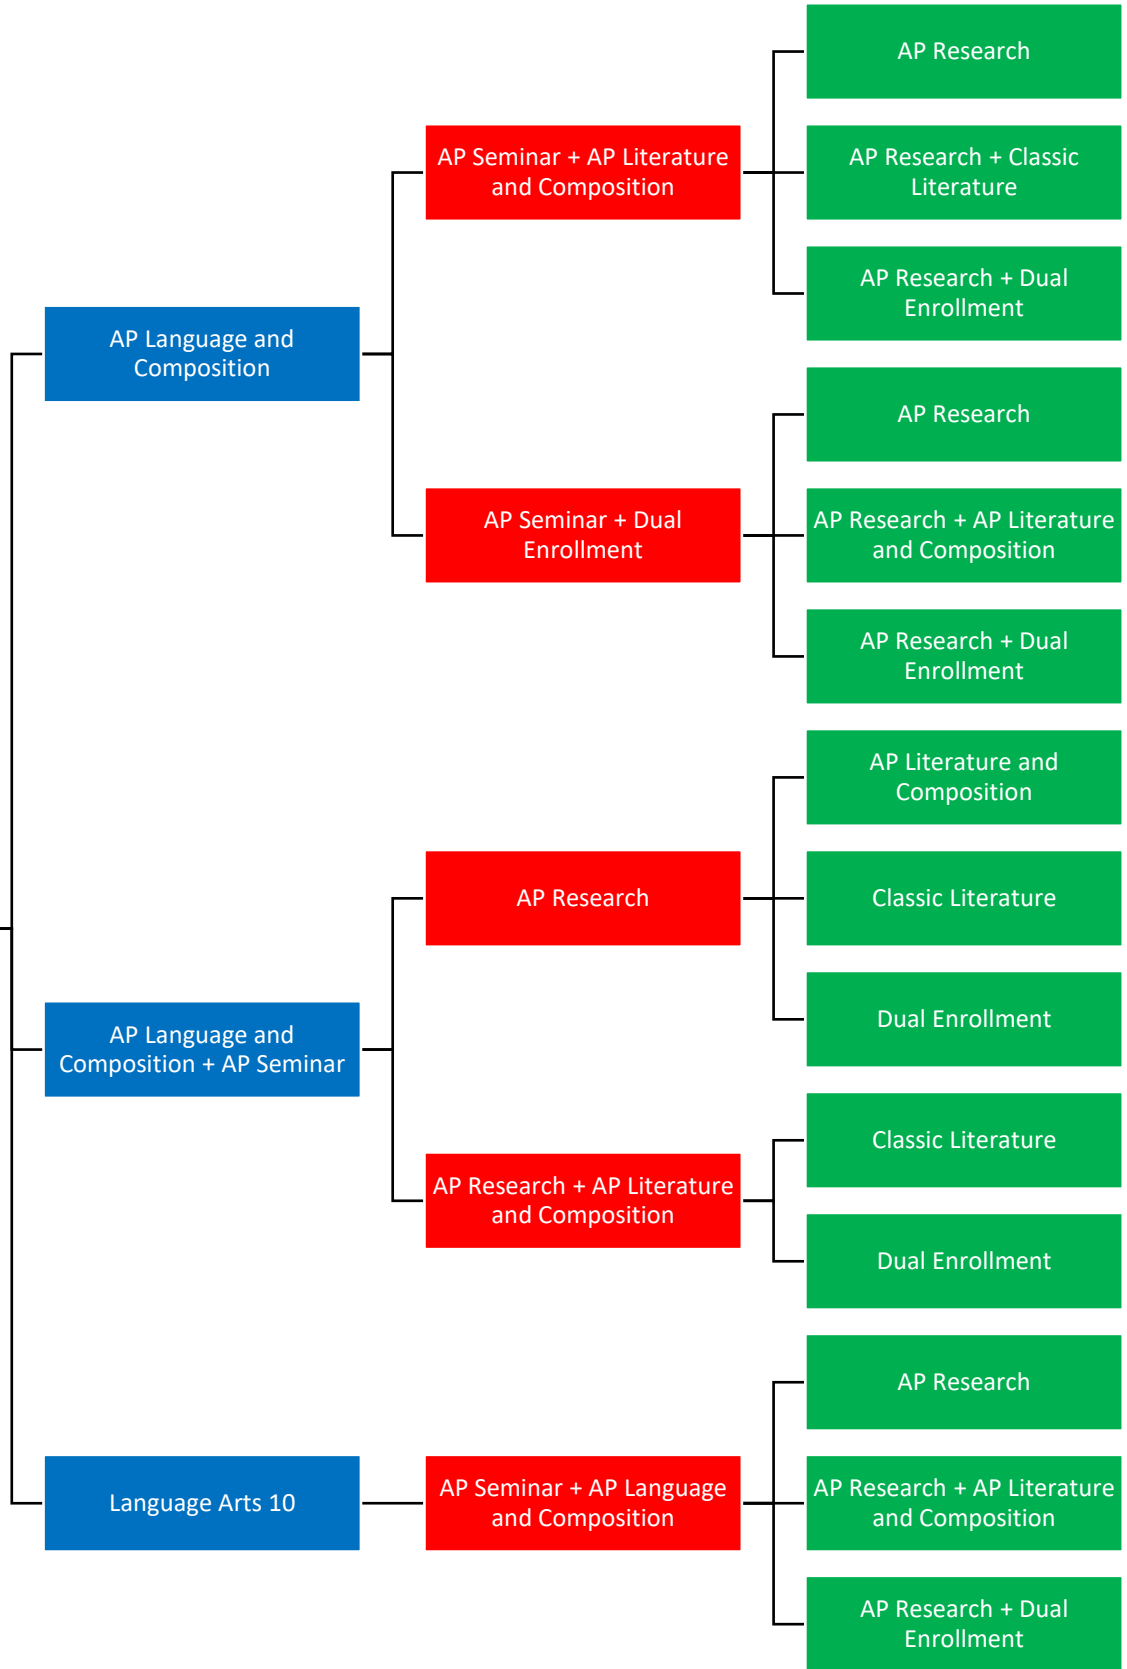 AP Language and
Composition
AP Seminar + AP Literature
and Composition
AP Research
AP Research + Classic
Literature
AP Research + Dual
Enrollment
AP Seminar + Dual
Enrollment
AP Research
AP Research + AP Literature
and Composition
AP Research + Dual
Enrollment
AP Language and
Composition + AP Seminar
AP Research
AP Literature and
Composition
Classic Literature
Dual Enrollment
AP Research + AP Literature
and Composition
Classic Literature
Dual Enrollment
Language Arts 10
AP Seminar + AP Language
and Composition
AP Research
AP Research + AP Literature
and Composition
AP Research + Dual
Enrollment